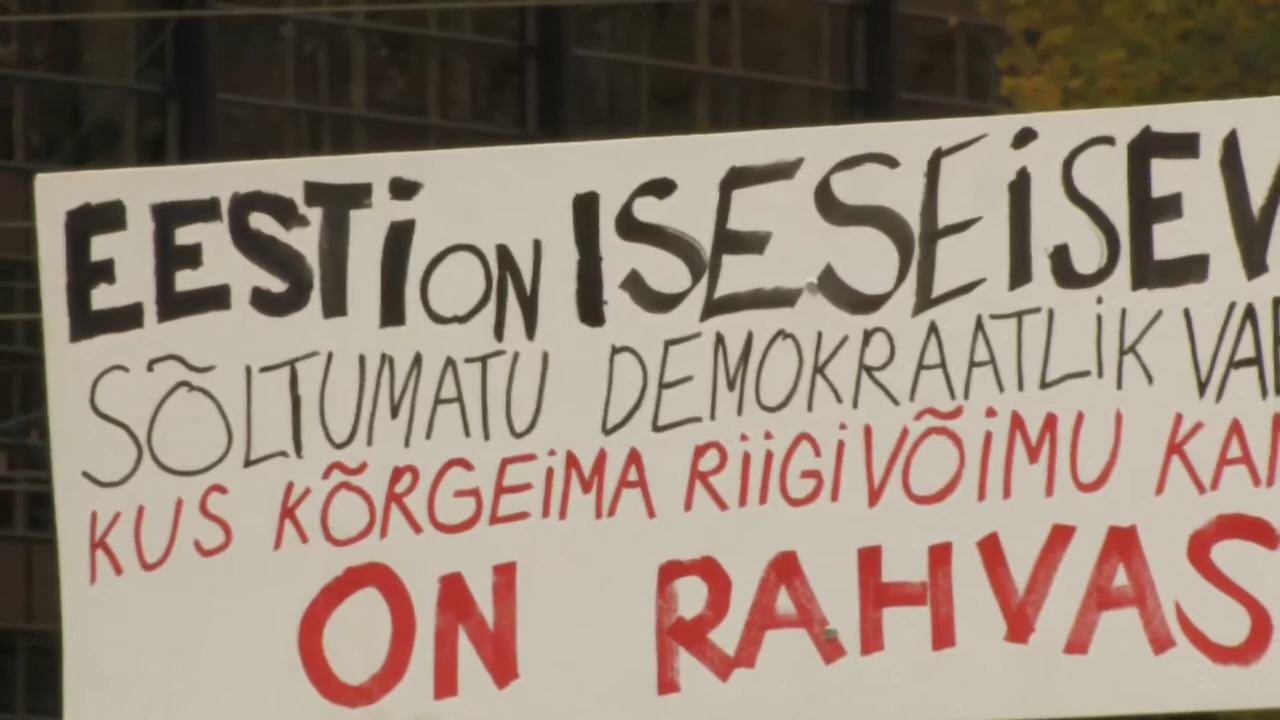 EESTi ON ISESEiSEV
SÕLTUMATU DEMOKRAATLiK
KUS KÕRGEiMA RiiGiVÕiMU
ON RAHVAS